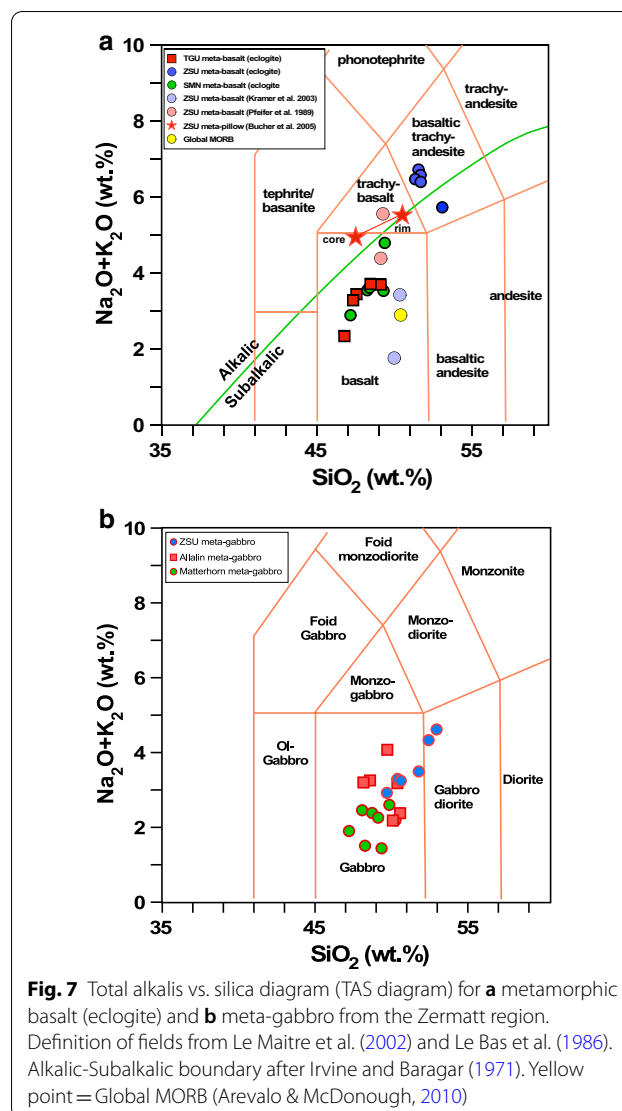 a
10
8
6
4
2
0
Na2O+K2O (wt.%)
TGU meta-basalt (eclogite)
ZSU meta-basalt (eclogite)
SMN meta-basalt (eclogite
ZSU meta-basalt (Kramer et al. 2003)
ZSU meta-basalt (Pfeifer et al. 1989)
ZSU meta-pillow (Bucher et al. 2005)
Global MORB
phonotephrite
trachy-
andesite
basaltic
trachy-
andesite
trachy-
basalt
tephrite/
basanite
core
rim
andesite
basaltic
andesite
basalt
Alkalic
Subalkalic
35
45
55
SiO2 (wt.%)
b
10
8
6
4
2
0
Na2O+K2O (wt.%)
ZSU meta-gabbro
Allalin meta-gabbro
Matterhorn meta-gabbro
Foid
monzodiorite
Monzonite
Foid
Gabbro
Monzo-
diorite
Monzo-
gabbro
Ol-
Gabbro
Gabbro
diorite
Diorite
Gabbro
35
45
55
SiO2 (wt.%)
Fig. 7 Total alkalis vs. silica diagram (TAS diagram) for a metamorphic
basalt (eclogite) and b meta-gabbro from the Zermatt region.
Definition of fields from Le Maitre et al. (2002) and Le Bas et al. (1986).
Alkalic-Subalkalic boundary after Irvine and Baragar (1971). Yellow
point = Global MORB (Arevalo & McDonough, 2010)